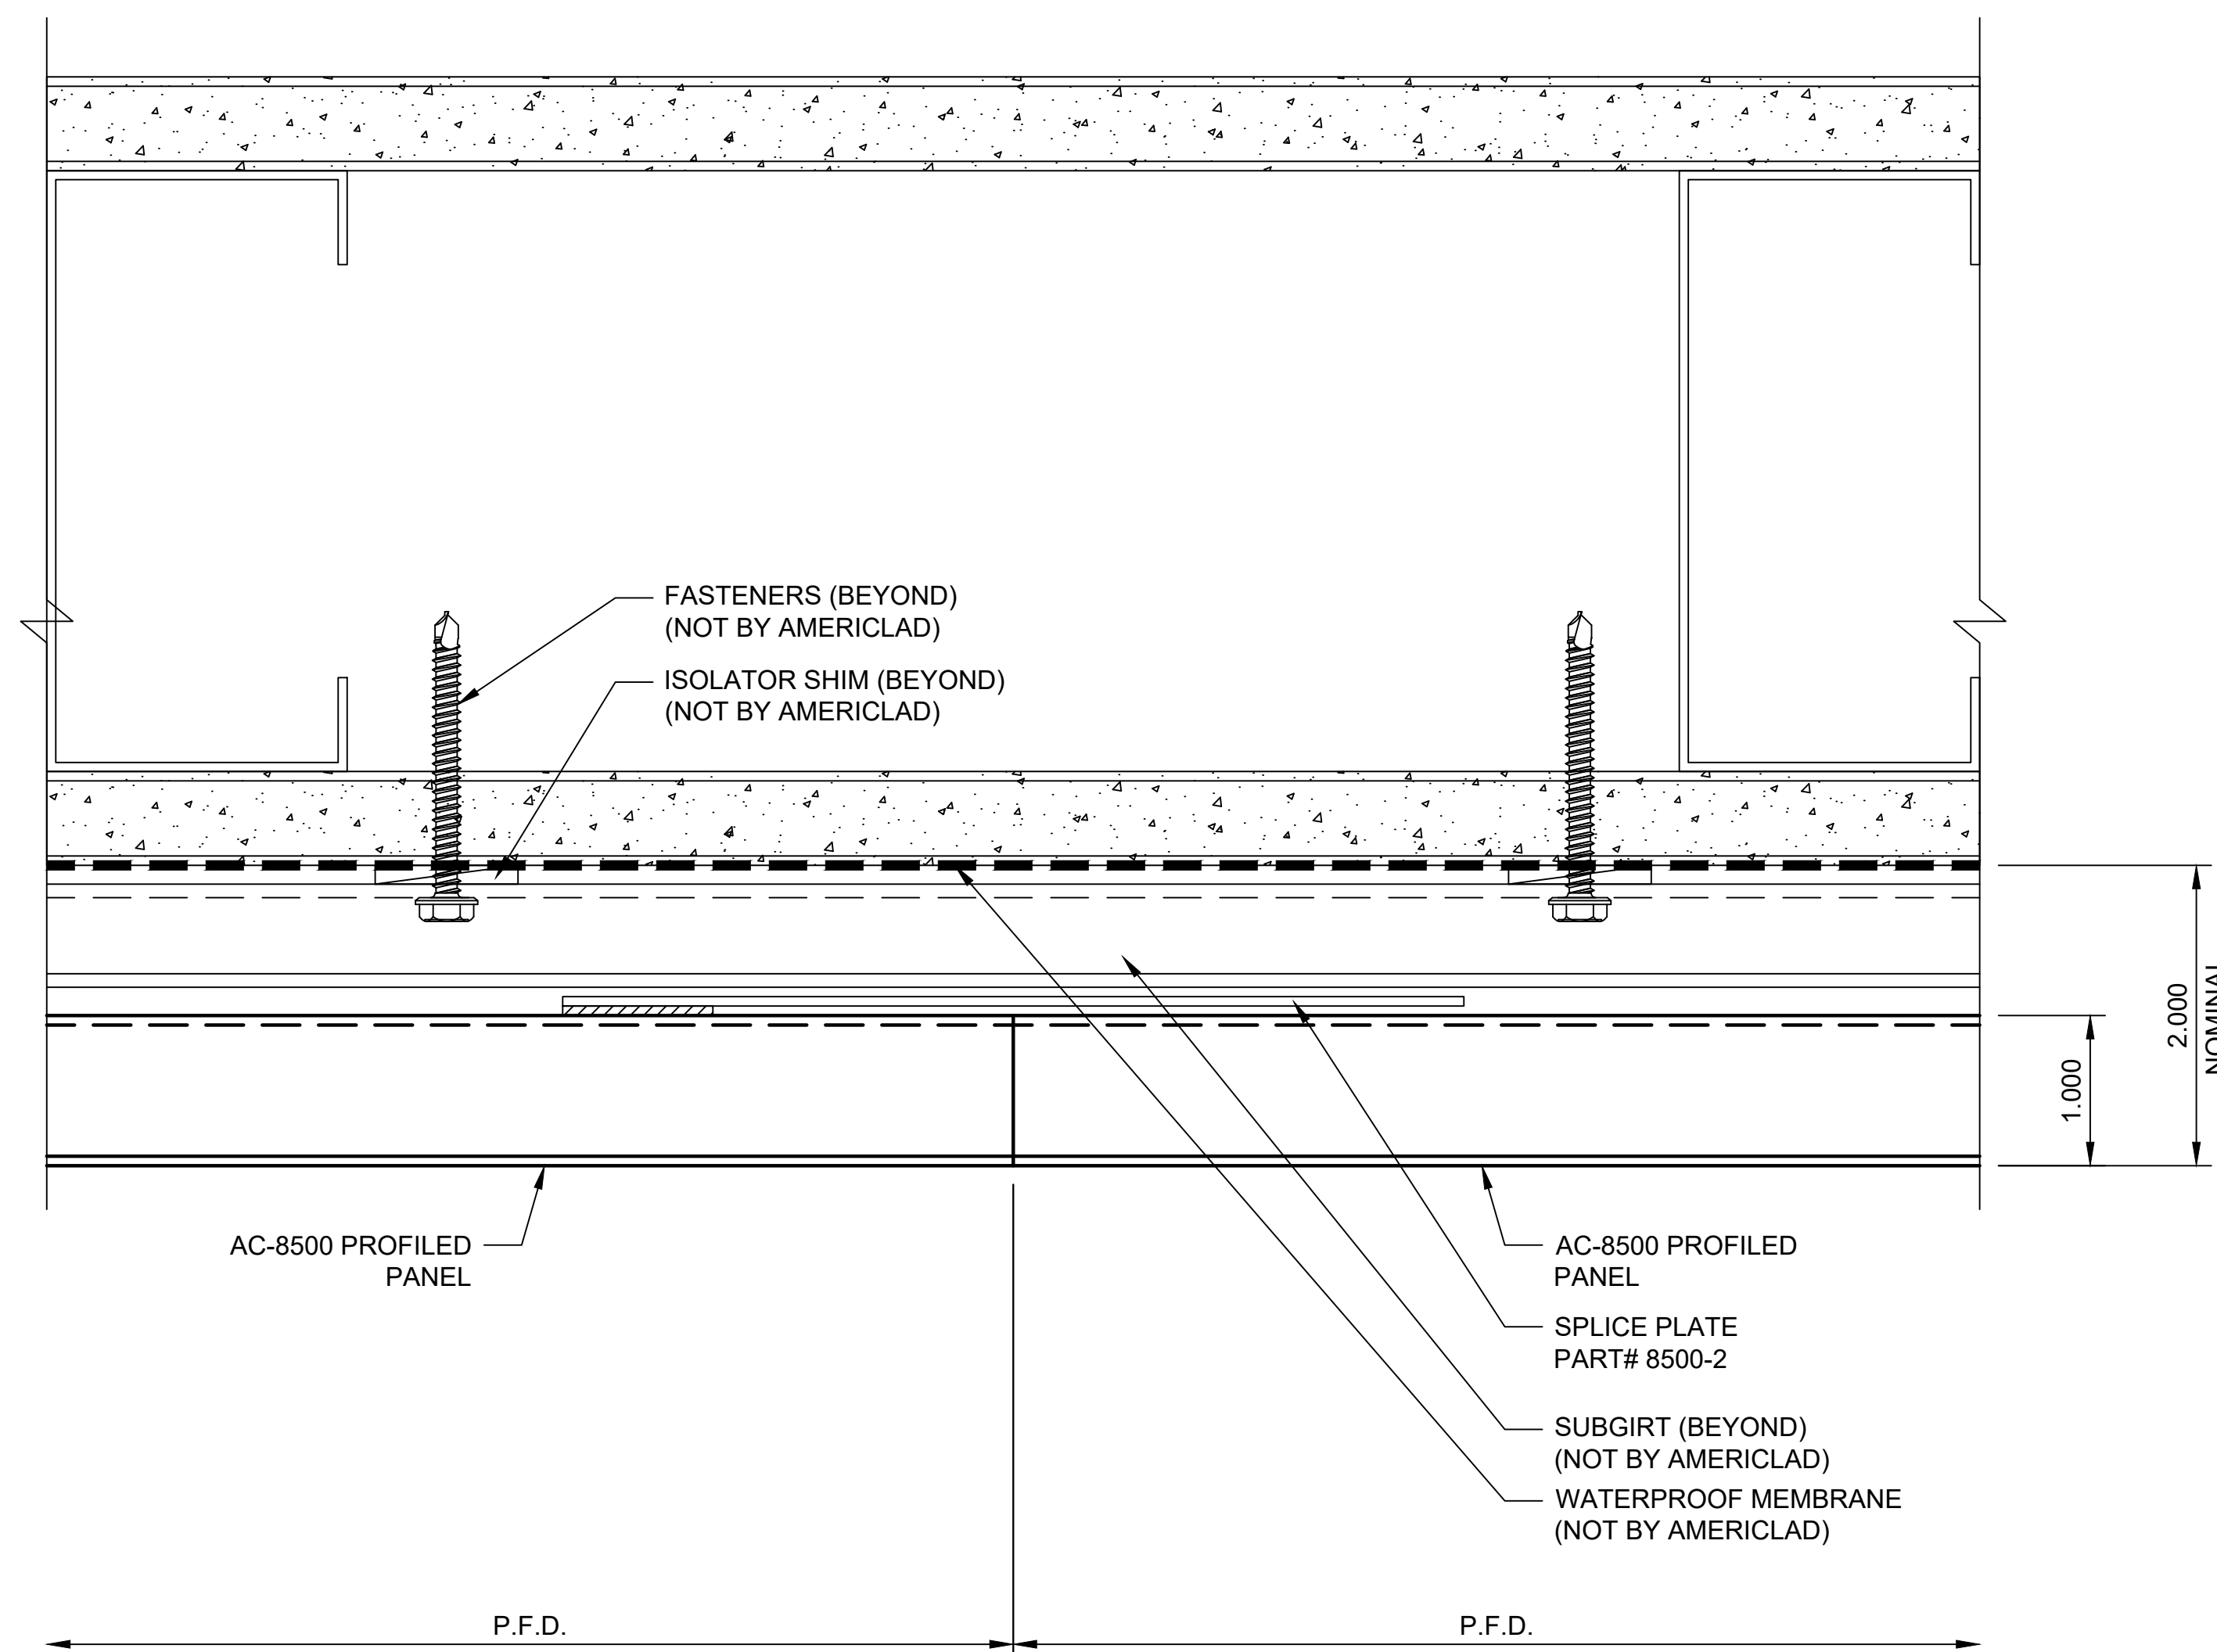 FASTENERS (BEYOND)
(NOT BY AMERICLAD)
ISOLATOR SHIM (BEYOND)
(NOT BY AMERICLAD)
2.000
NOMINAL
1.000
AC-8500 PROFILED
PANEL
AC-8500 PROFILED
PANEL
SPLICE PLATE
PART# 8500-2
SUBGIRT (BEYOND)
(NOT BY AMERICLAD)
WATERPROOF MEMBRANE
(NOT BY AMERICLAD)
P.F.D.
P.F.D.